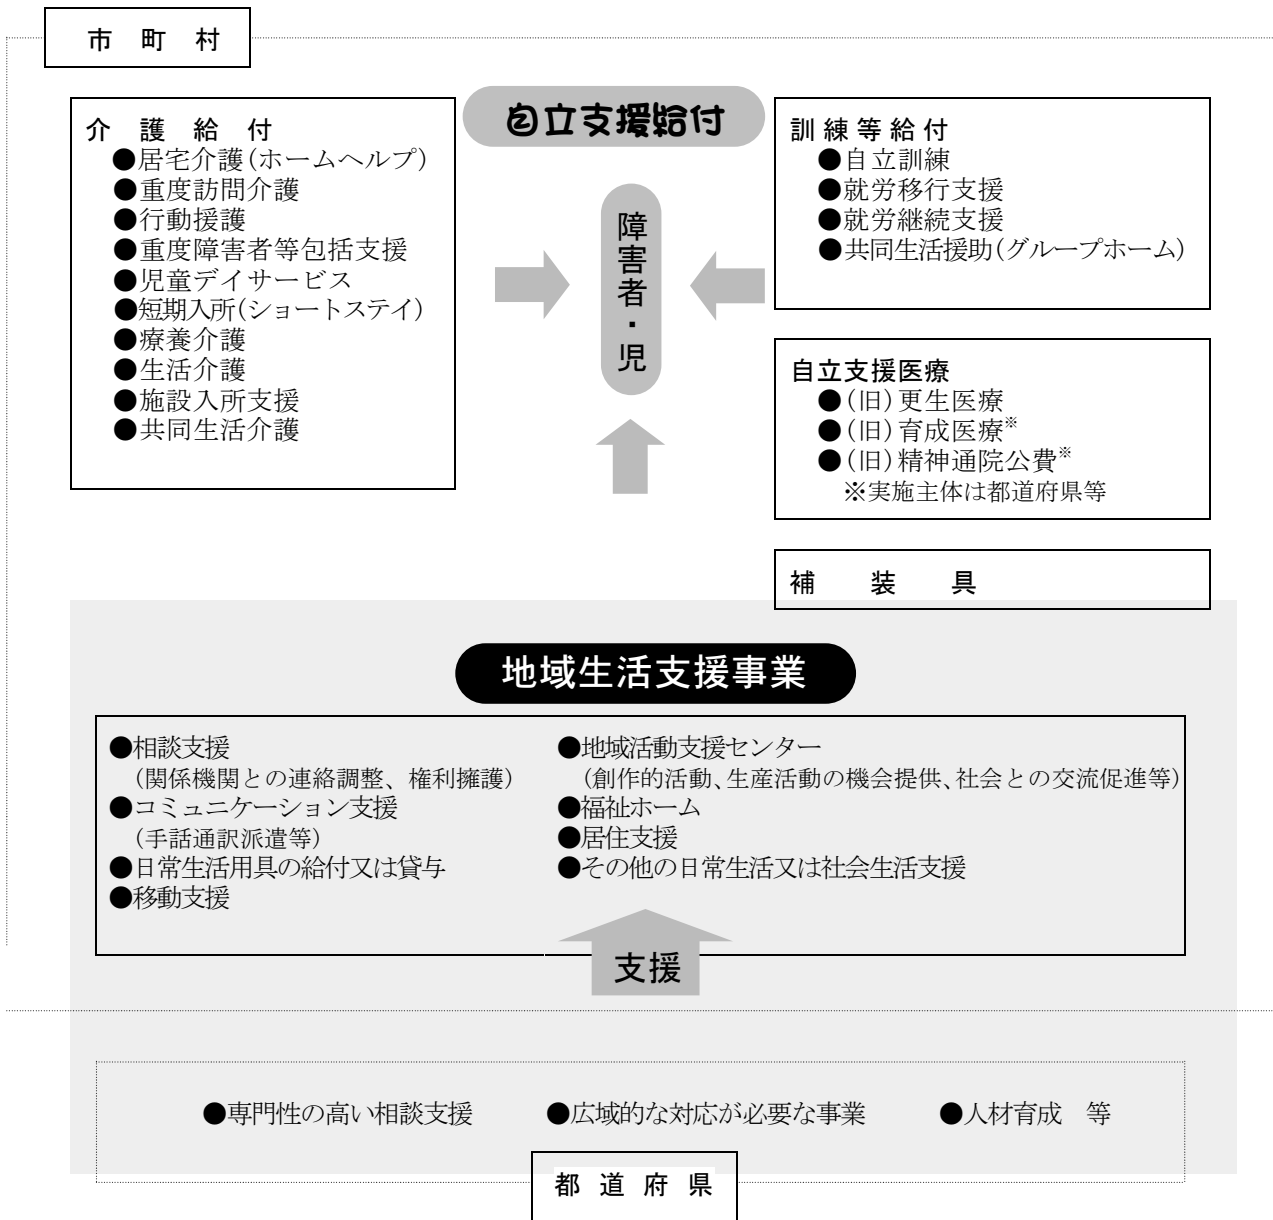 市 町 村
介 護 給 付
●居宅介護(ホームヘルプ)
●重度訪問介護
●行動援護
●重度障害者等包括支援
●児童デイサービス
●短期入所(ショートステイ)
●療養介護
●生活介護
●施設入所支援
●共同生活介護
自立支援給付
障害者・児
訓練等給付
●自立訓練
●就労移行支援
●就労継続支援
●共同生活援助(グループホーム)
自立支援医療
●(旧)更生医療
●(旧)育成医療※
●(旧)精神通院公費※
※実施主体は都道府県等
補 装 具
地域生活支援事業
●相談支援
(関係機関との連絡調整、権利擁護)
●コミュニケーション支援
(手話通訳派遣等)
●日常生活用具の給付又は貸与
●移動支援
●地域活動支援センター
(創作的活動、生産活動の機会提供、社会との交流促進等)
●福祉ホーム
●居住支援
●その他の日常生活又は社会生活支援
支援
●専門性の高い相談支援 ●広域的な対応が必要な事業 ●人材育成 等
都 道 府 県